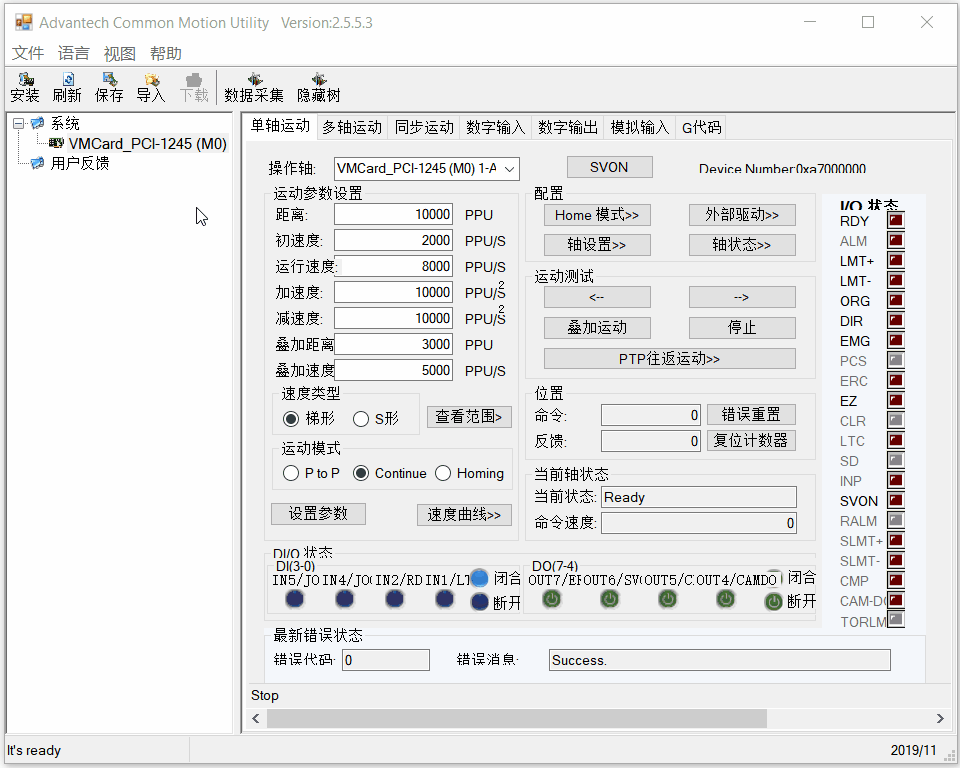 Advantech Common Motion Utility Version:2.5.5.3
文件 语言 视图 帮助
安装 刷新 保存 导入 下载 数据采集 隐藏树
系统
VMCard_PCI-1245 (M0)
用户反馈
单轴运动 多轴运动 同步运动 数字输入 数字输出 模拟输入 G代码
操作轴: VMCard_PCI-1245 (M0) 1-A SVON Device Number:0xa7000000
运动参数设置
距离: 10000 PPU
初速度: 2000 PPU/S
运行速度: 8000 PPU/S
加速度: 10000 PPU/S2
减速度: 10000 PPU/S2
叠加距离 3000 PPU
叠加速度 5000 PPU/S
速度类型
梯形 S形 查看范围>
运动模式
P to P Continue Homing
设置参数 速度曲线>>
配置
Home 模式>> 外部驱动>>
轴设置>> 轴状态>>
运动测试
<-- -->
叠加运动 停止
PTP往返运动>>
位置
命令: 0 错误重置
反馈: 0 复位计数器
当前轴状态
当前状态: Ready
命令速度: 0
I/O 状态
RDY
ALM
LMT+
LMT-
ORG
DIR
EMG
PCS
ERC
EZ
CLR
LTC
SD
INP
SVON
RALM
SLMT+
SLMT-
CMP
CAM-DO
TORLM
DI/O 状态
DI(3-0)
IN5/JO IN4/JO IN2/RD IN1/LT 闭合
断开
DO(7-4)
OUT7/ER OUT6/SV OUT5/C OUT4/CAMDO 闭合
断开
最新错误状态
错误代码: 0 错误消息: Success.
Stop
It's ready 2019/11